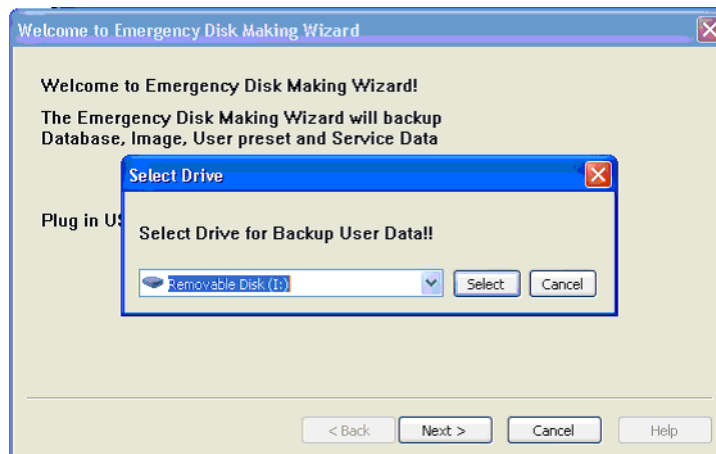 Welcome to Emergency Disk Making Wizard
Welcome to Emergency Disk Making Wizard!
The Emergency Disk Making Wizard will backup
Database, Image, User preset and Service Data
Select Drive
Plug in
Select Drive for Backup User Data!!
Removable Disk (I:)
Select
Cancel
< Back
Next >
Cancel
Help